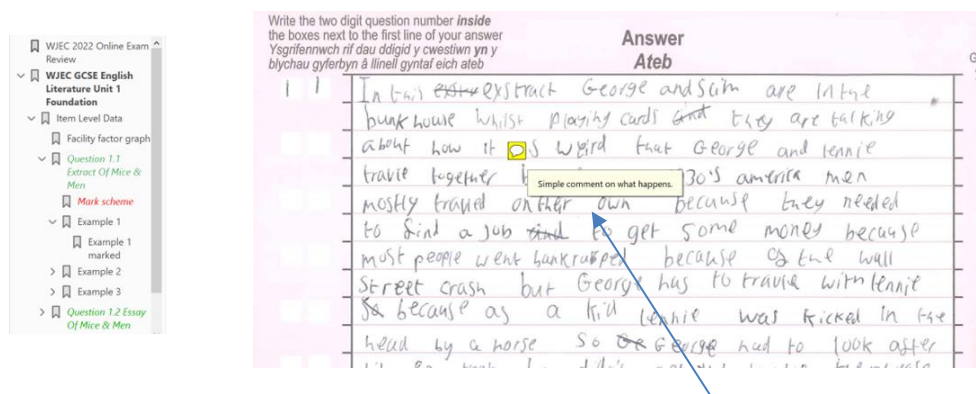 WJEC 2022 Online Exam
Review
WJEC GCSE English
Literature Unit 1
Foundation
Item Level Data
Facility factor graph
Question 1.1
Extract Of Mice &
Men
Mark scheme
Example 1
Example 1
marked
Example 2
Example 3
Question 1.2 Essay
Of Mice & Men
Write the two digit question number inside
the boxes next to the first line of your answer
Ysgrifennwch rif dau ddigid y cwestiwn yn y
blychau gyferbyn â llinell gyntaf eich ateb
Answer
Ateb
1 1 In this exstract George and Slim are in the
bunk house whilst playing cards and they are talking
about how it s weird that George and lennie
travle together 30's america men
Simple comment on what happens.
mostly travled on ther own because they needed
to find a job to get some money because
most people went bankrupped because of the wall
Street crash but George has to travle with lennie
because as a kid lennie was kicked in the
head by a horse so George had to look after